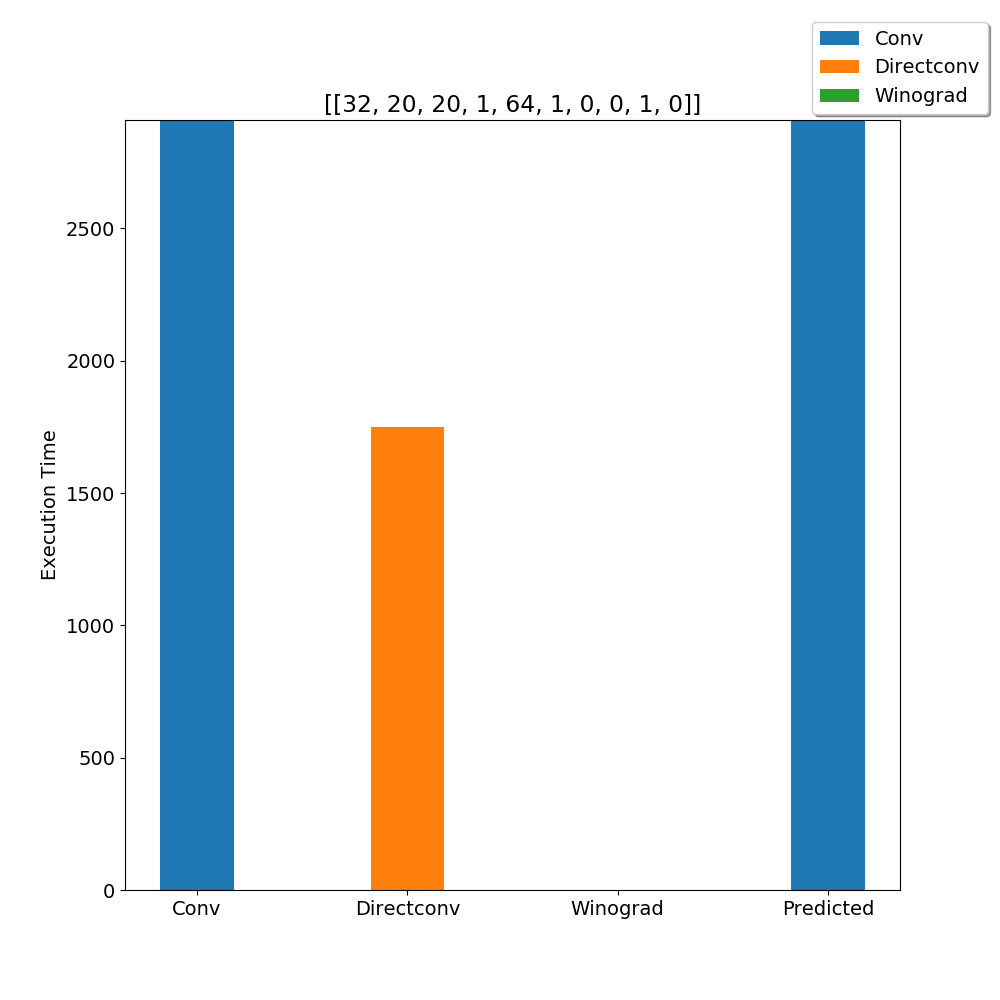 Conv
Directconv
Winograd
[[32, 20, 20, 1, 64, 1, 0, 0, 1, 0]]
2500
2000
1500
1000
500
0
Execution Time
Conv Directconv Winograd Predicted